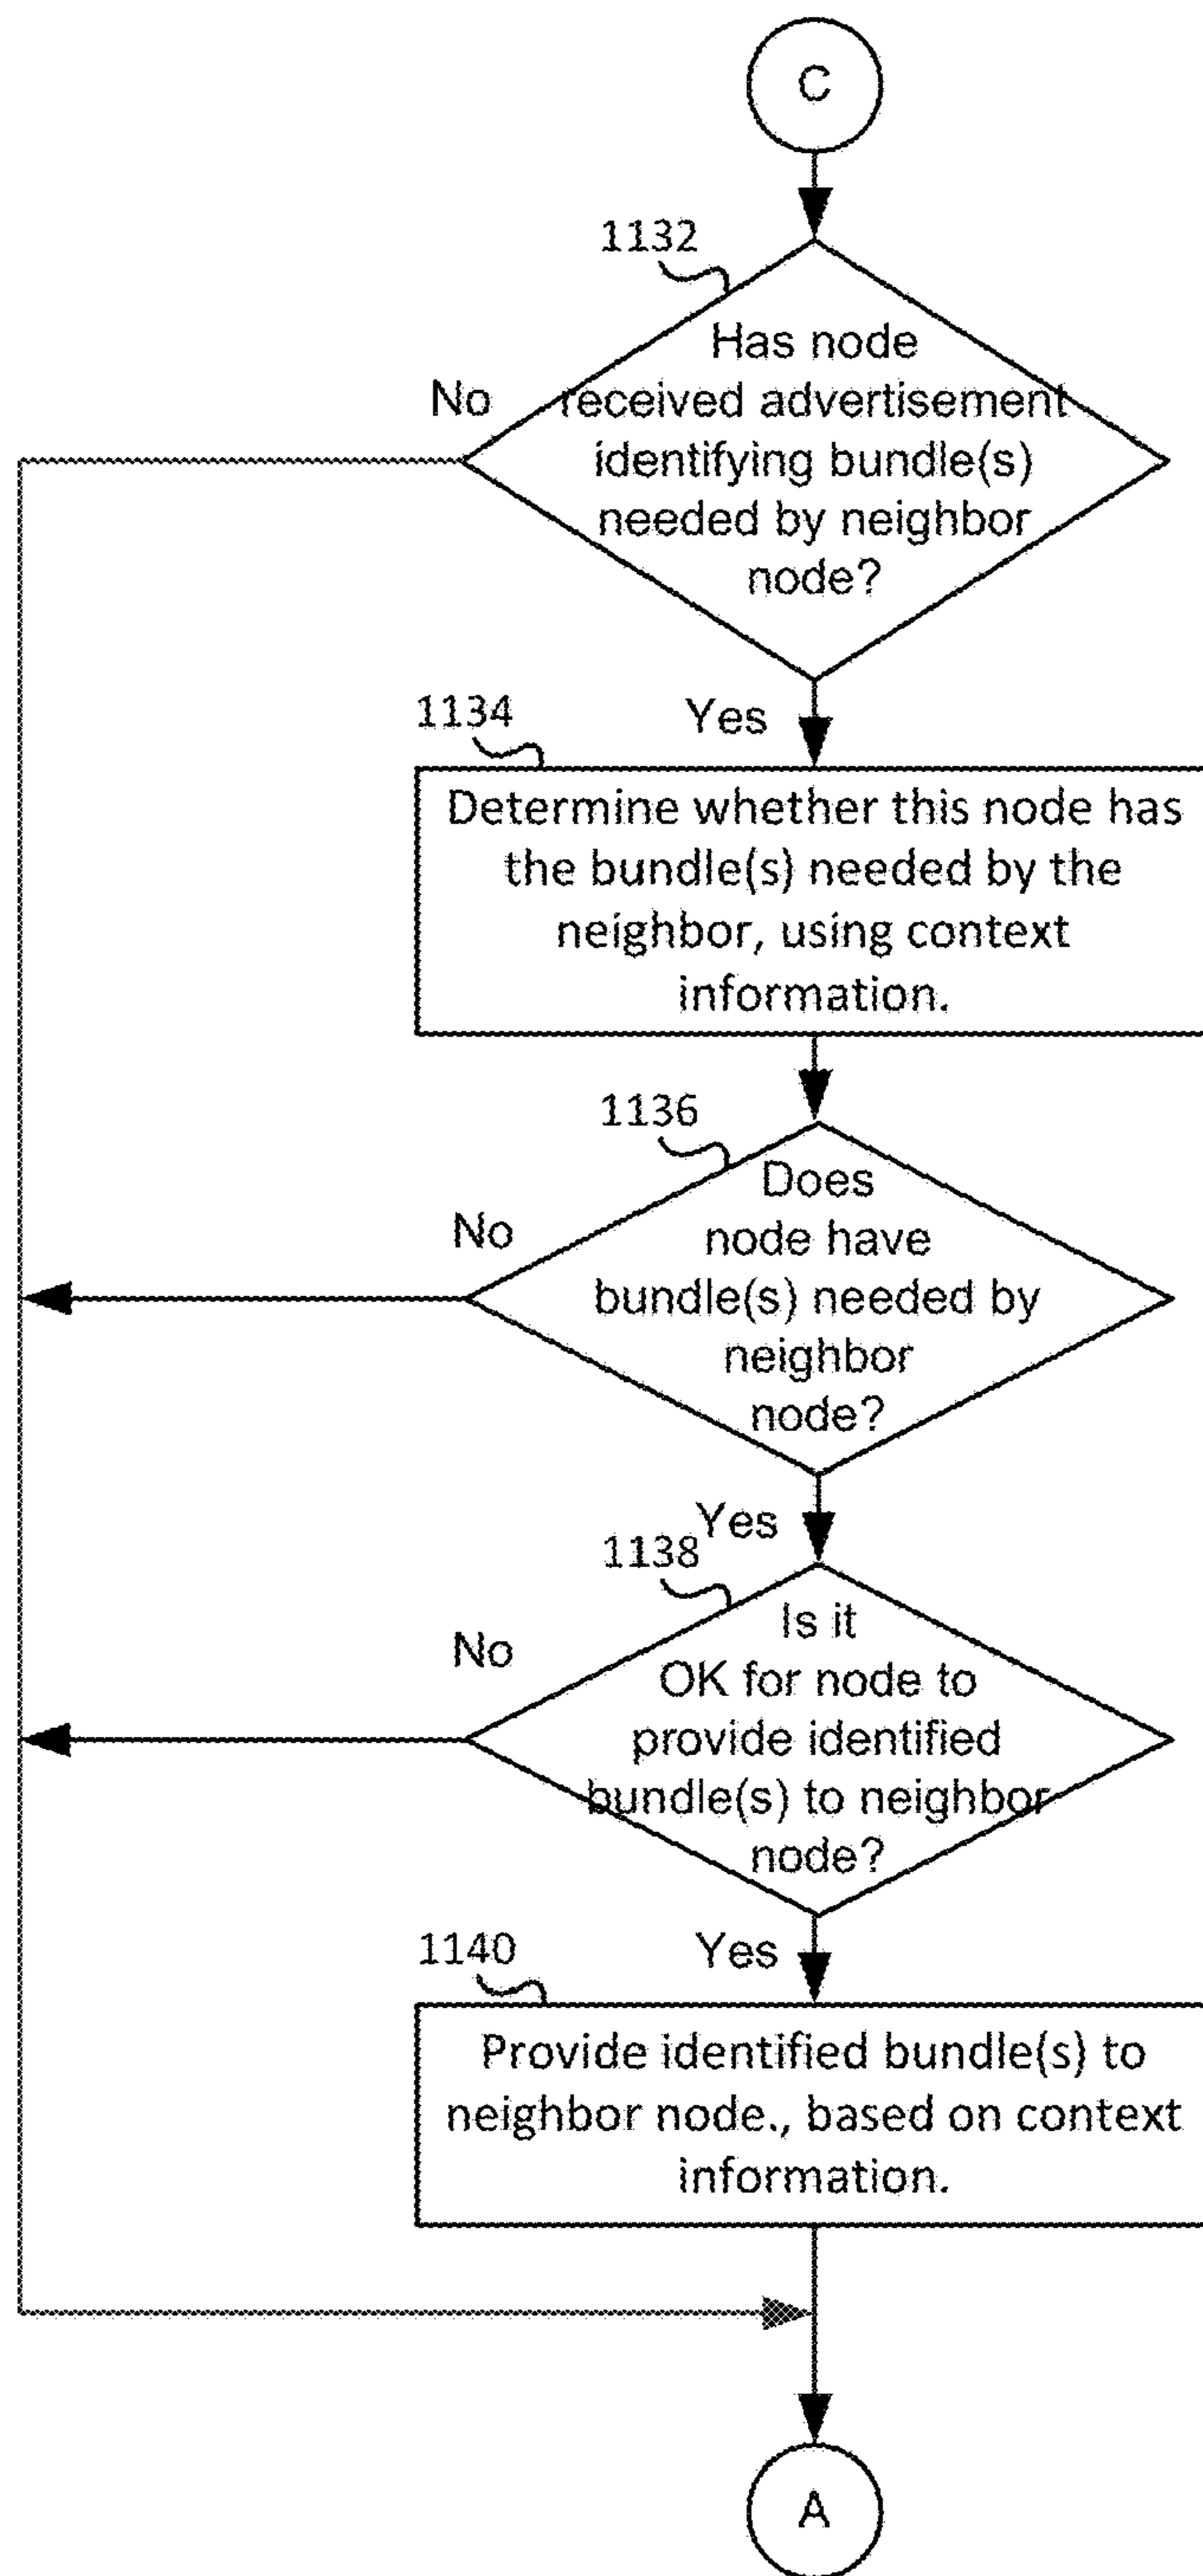 C
1132
Has node
No
received advertisement
identifying bundle(s)
needed by neighbor
node?
1134
Yes
Determine whether this node has
the bundle(s) needed by the
neighbor, using context
information.
1136
Does
No
node have
bundle(s) needed by
neighbor
node?
Yes
1138
Is it
No
OK for node to
provide identified
bundle(s) to neighbor
node?
1140
Yes
Provide identified bundle(s) to
neighbor node., based on context
information.
A